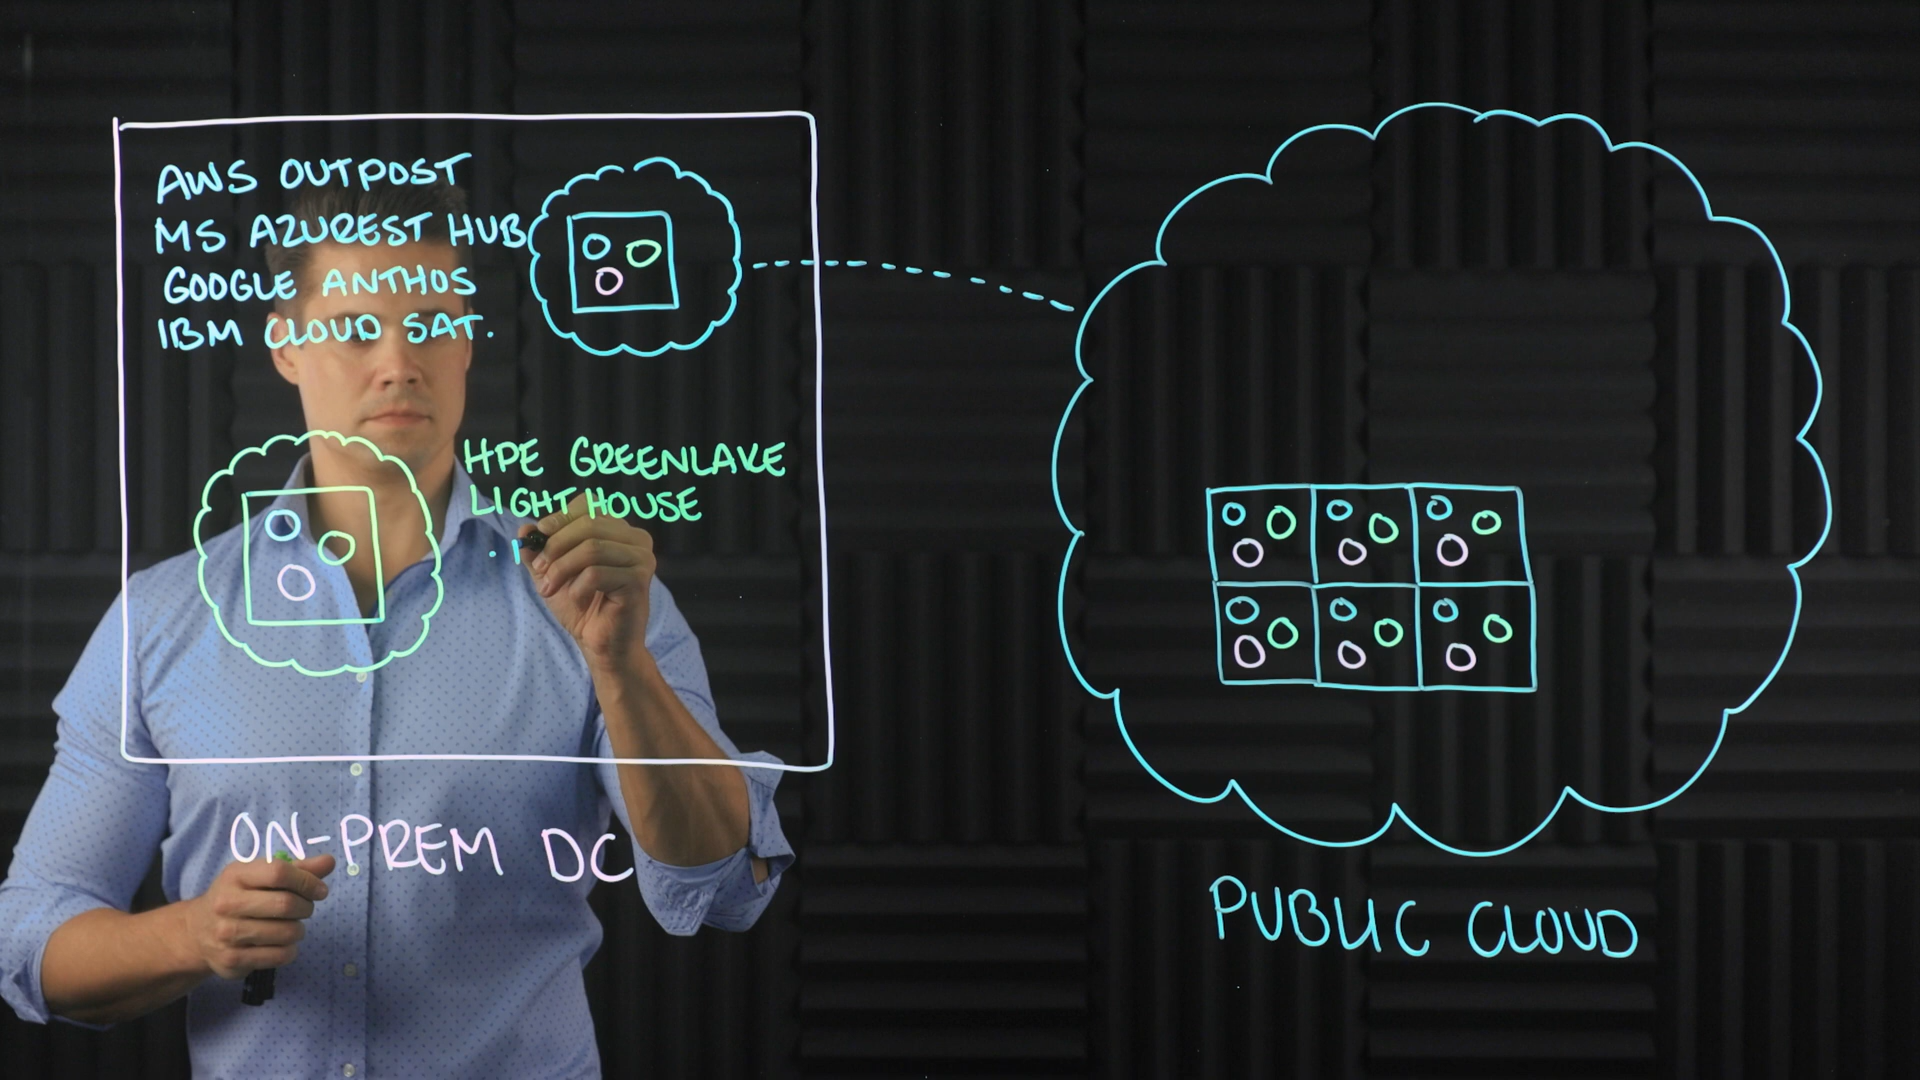 AWS OUTPOST
MS AZUREST HUB
GOOGLE ANTHOS
IBM CLOUD SAT.
HPE GREENLAKE
LIGHTHOUSE
ON-PREM DC
PUBLIC CLOUD